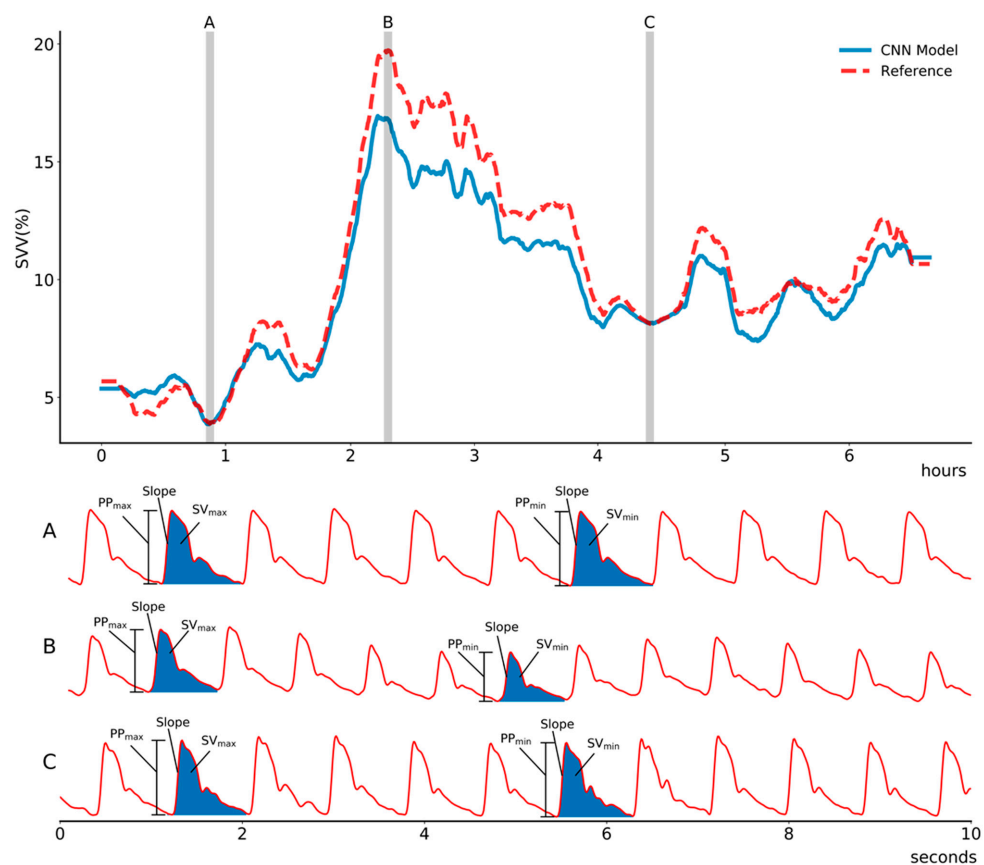 A B C
20
CNN Model
Reference
15
SVV(%)
10
5
0 1 2 3 4 5 6
hours
Slope Slope
PPmax SVmax PPmin SVmin
A
Slope
PPmax SVmax Slope
B PPmin SVmin
Slope Slope
PPmax SVmax PPmin SVmin
C
0 2 4 6 8 10
seconds